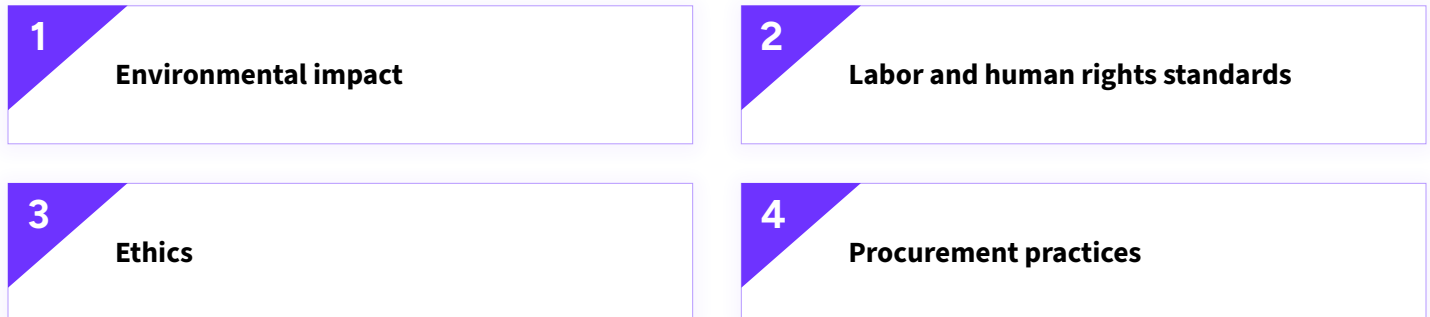 1
Environmental impact
2
Labor and human rights standards
3
Ethics
4
Procurement practices